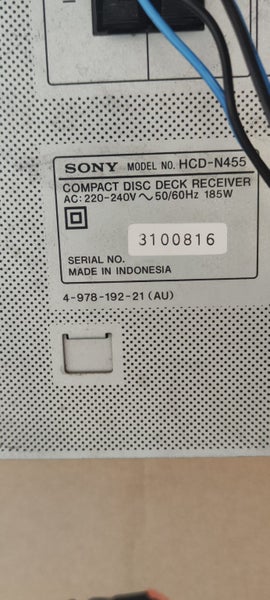 SONY MODEL NO. HCD-N455
COMPACT DISC DECK RECEIVER
AC: 220-240V ~ 50/60Hz 185W
3100816
SERIAL NO.
MADE IN INDONESIA
4-978-192-21 (AU)